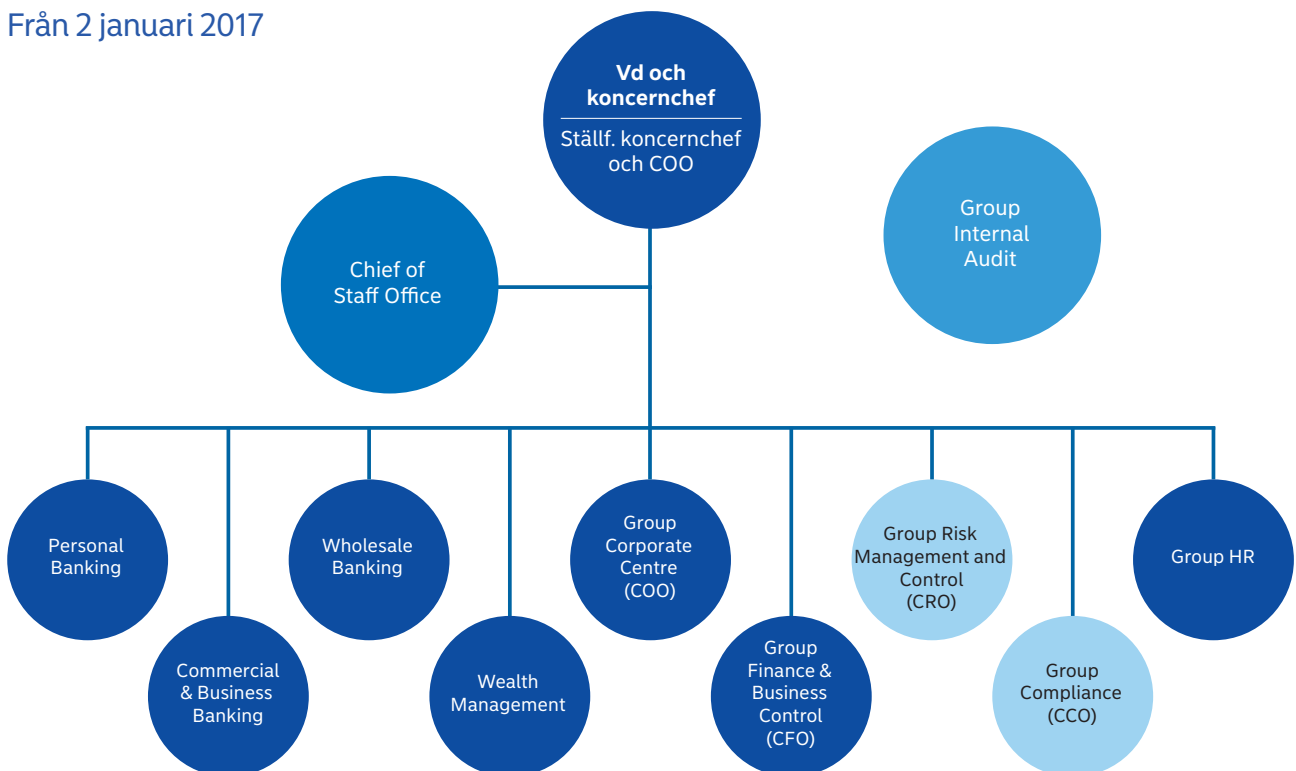 Från 2 januari 2017
Vd och
koncernchef
Ställf. koncernchef
och COO
Group
Internal
Audit
Chief of
Staff Office
Personal
Banking
Commercial
& Business
Banking
Wholesale
Banking
Wealth
Management
Group
Corporate
Centre
(COO)
Group
Finance &
Business
Control
(CFO)
Group Risk
Management and
Control
(CRO)
Group
Compliance
(CCO)
Group HR